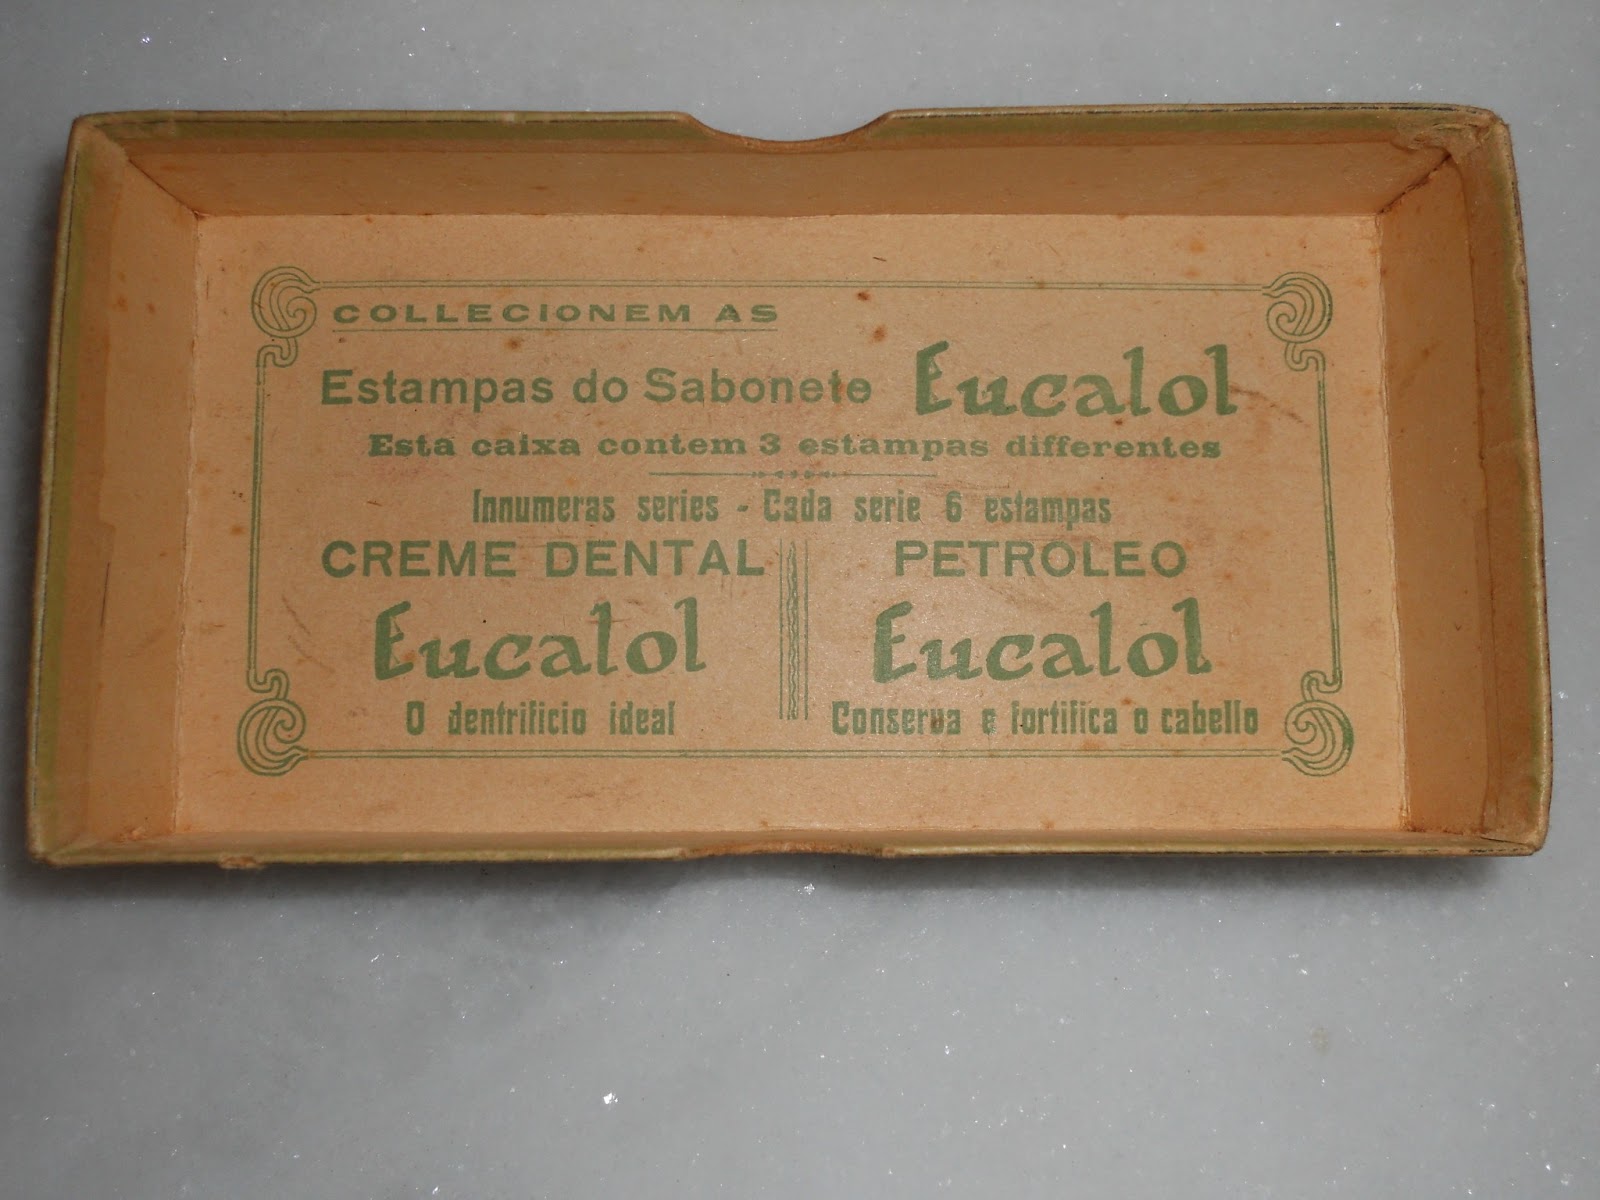 COLLECIONEM AS
Estampas do Sabonete Eucalol
Esta caixa contem 3 estampas differentes
Innumeras series - Cada serie 6 estampas
CREME DENTAL
Eucalol
O dentrificio ideal
PETROLEO
Eucalol
Conserva e fortifica o cabello